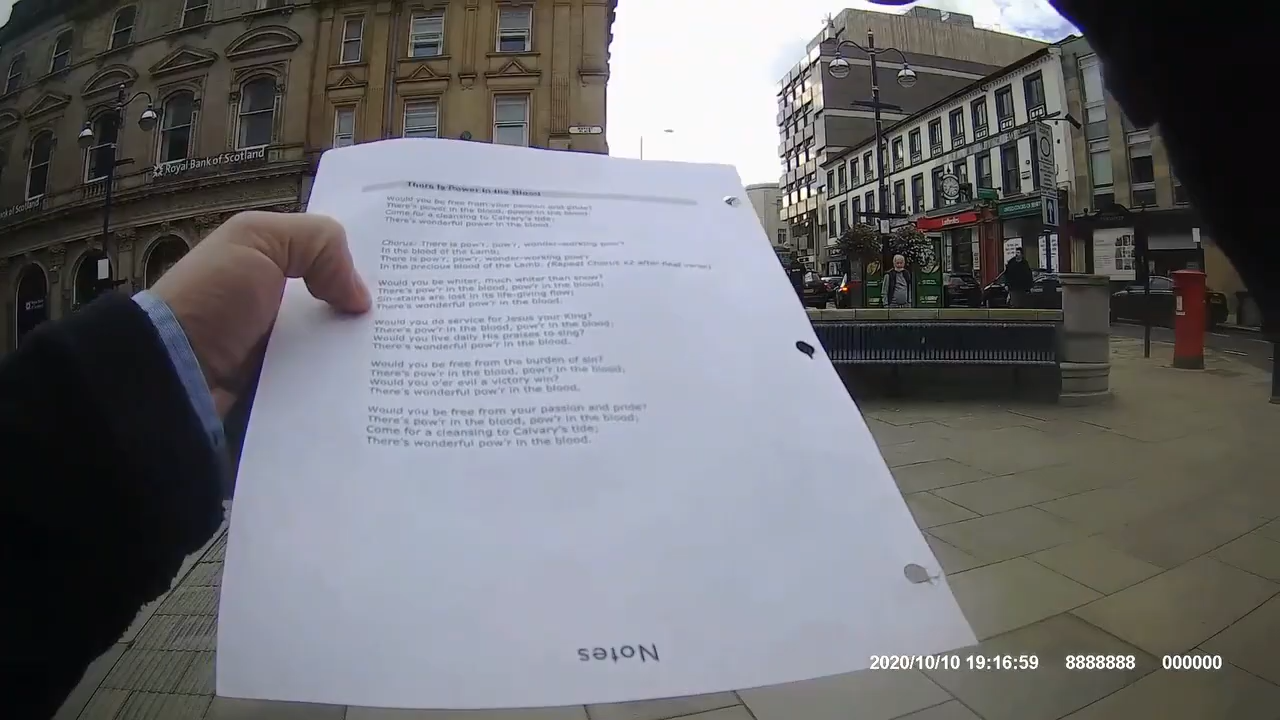 Royal Bank of Scotland
Bank of Scotland
Ladbrokes
There Is Power in the Blood
Would you be free from your passion and pride?
There's power in the blood, power in the blood;
Come for a cleansing to Calvary's tide;
There's wonderful power in the blood.
Chorus: There is pow'r, pow'r, wonder-working pow'r
In the blood of the Lamb;
There is pow'r, pow'r, wonder-working pow'r
In the precious blood of the Lamb. (Repeat Chorus x2 after final verse)
Would you be whiter, much whiter than snow?
There's pow'r in the blood, pow'r in the blood;
Sin-stains are lost in its life-giving flow;
There's wonderful pow'r in the blood.
Would you do service for Jesus your King?
There's pow'r in the blood, pow'r in the blood;
Would you live daily His praises to sing?
There's wonderful pow'r in the blood.
Would you be free from the burden of sin?
There's pow'r in the blood, pow'r in the blood;
Would you o'er evil a victory win?
There's wonderful pow'r in the blood.
Would you be free from your passion and pride?
There's pow'r in the blood, pow'r in the blood;
Come for a cleansing to Calvary's tide;
There's wonderful pow'r in the blood.
Notes
2020/10/10 19:16:59 8888888 000000